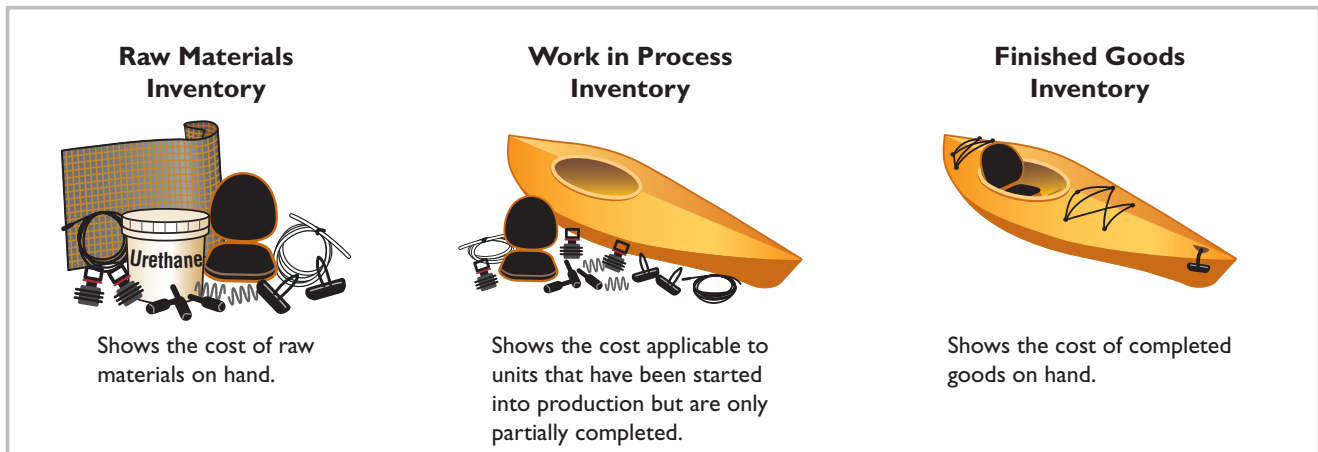 Raw Materials
Inventory
Urethane
Shows the cost of raw
materials on hand.
Work in Process
Inventory
Shows the cost applicable to
units that have been started
into production but are only
partially completed.
Finished Goods
Inventory
Shows the cost of completed
goods on hand.